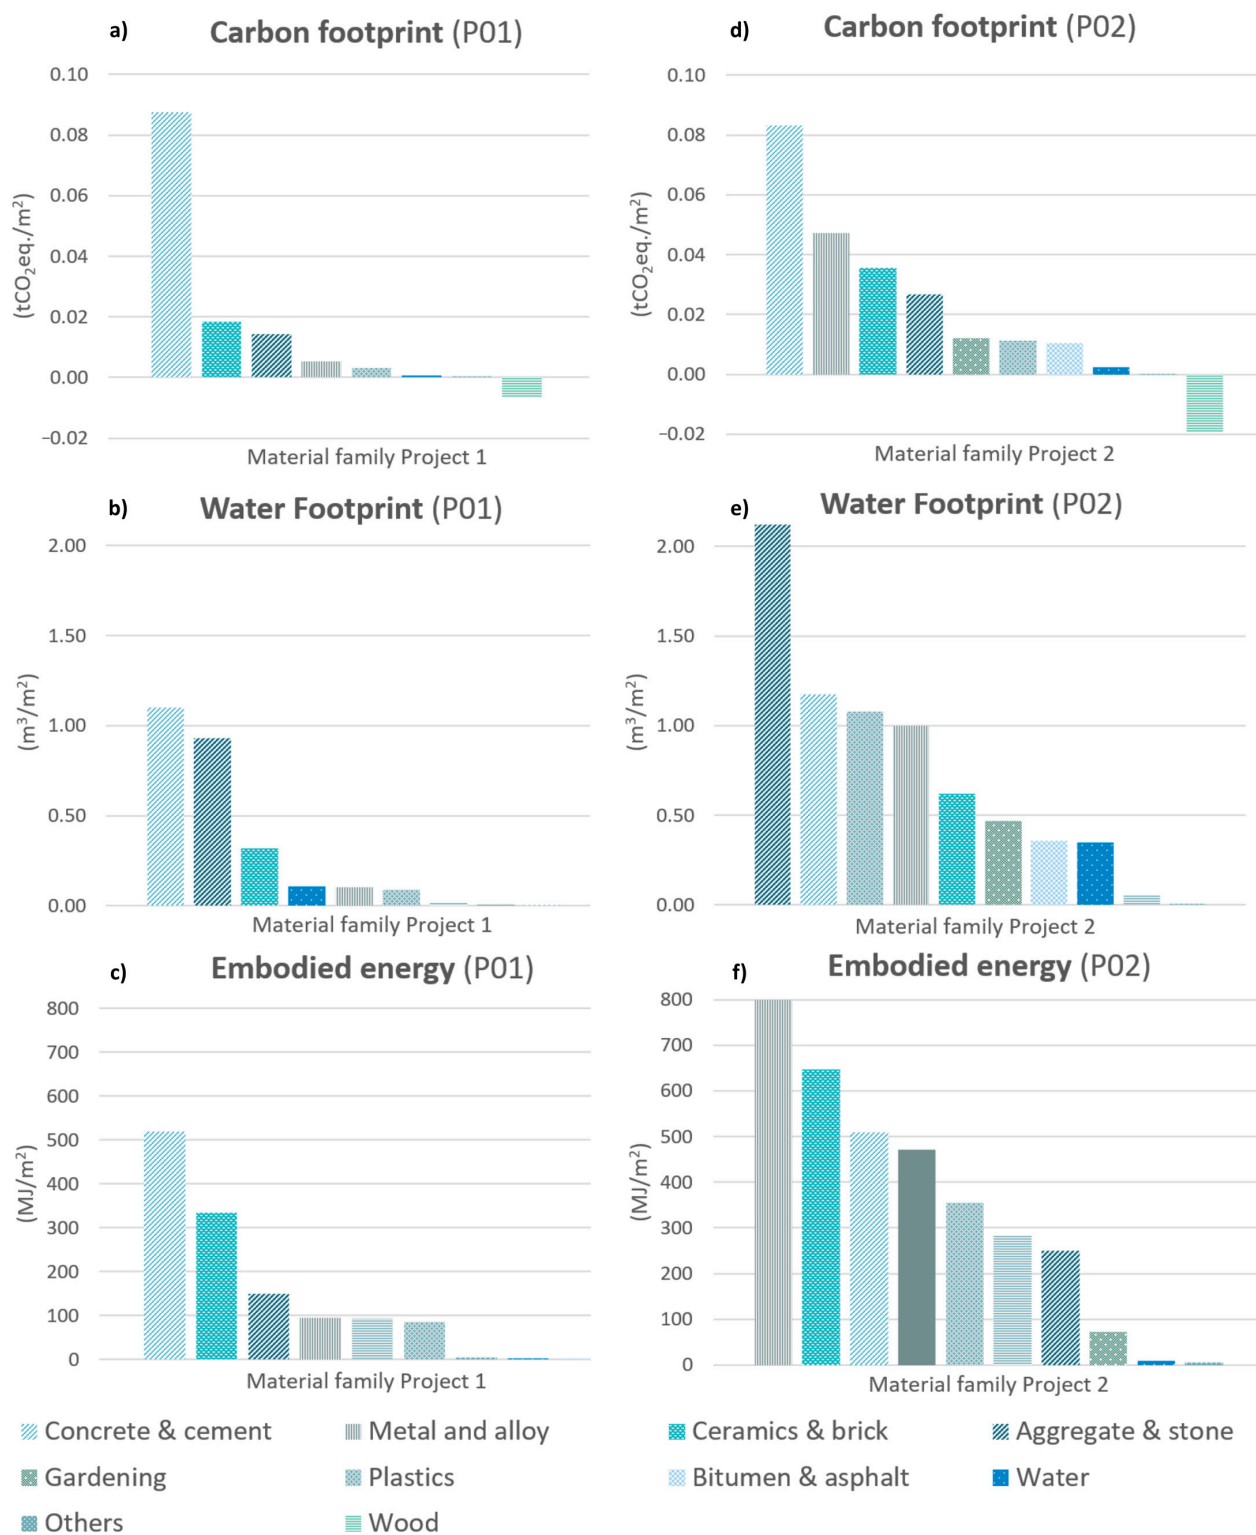 a) Carbon footprint (P01)
0.10
0.08
0.06
0.04
0.02
0.00
−0.02
(tCO₂eq./m²)
Material family Project 1
d) Carbon footprint (P02)
0.10
0.08
0.06
0.04
0.02
0.00
−0.02
(tCO₂eq./m²)
Material family Project 2
b) Water Footprint (P01)
2.00
1.50
1.00
0.50
0.00
(m³/m²)
Material family Project 1
e) Water Footprint (P02)
2.00
1.50
1.00
0.50
0.00
(m³/m²)
Material family Project 2
c) Embodied energy (P01)
800
700
600
500
400
300
200
100
0
(MJ/m²)
Material family Project 1
f) Embodied energy (P02)
800
700
600
500
400
300
200
100
0
(MJ/m²)
Material family Project 2
Concrete & cement
Metal and alloy
Ceramics & brick
Aggregate & stone
Gardening
Plastics
Bitumen & asphalt
Water
Others
Wood